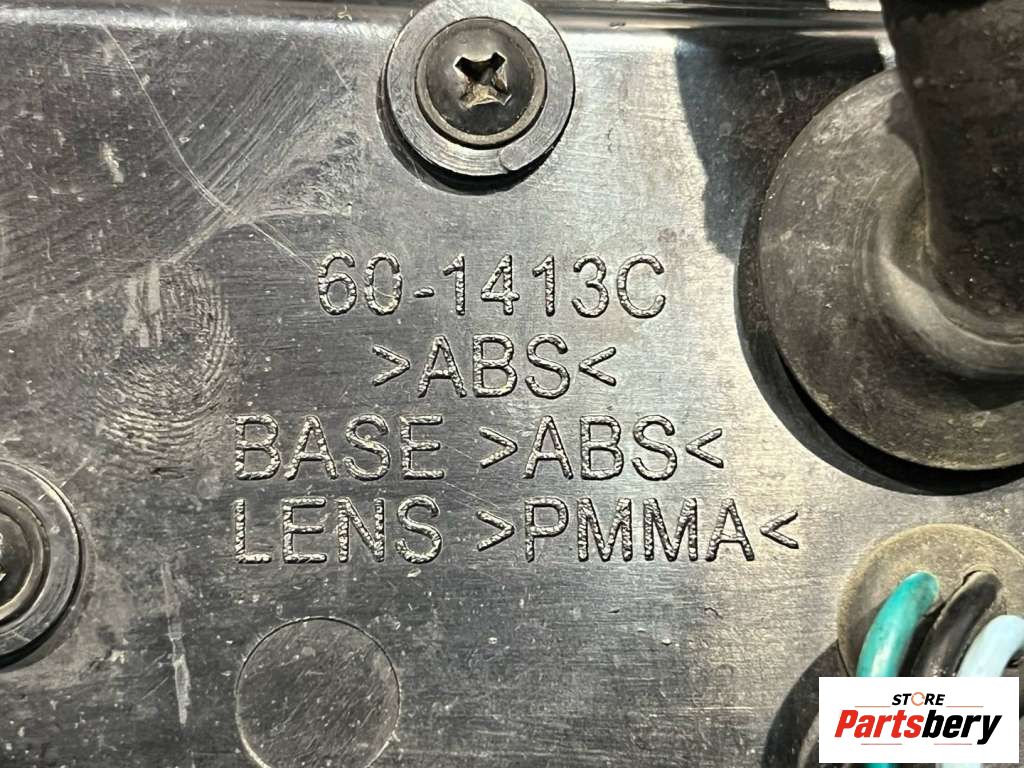 60-1413C
>ABS<
BASE >ABS<
LENS >PMMA<
STORE
Partsbery